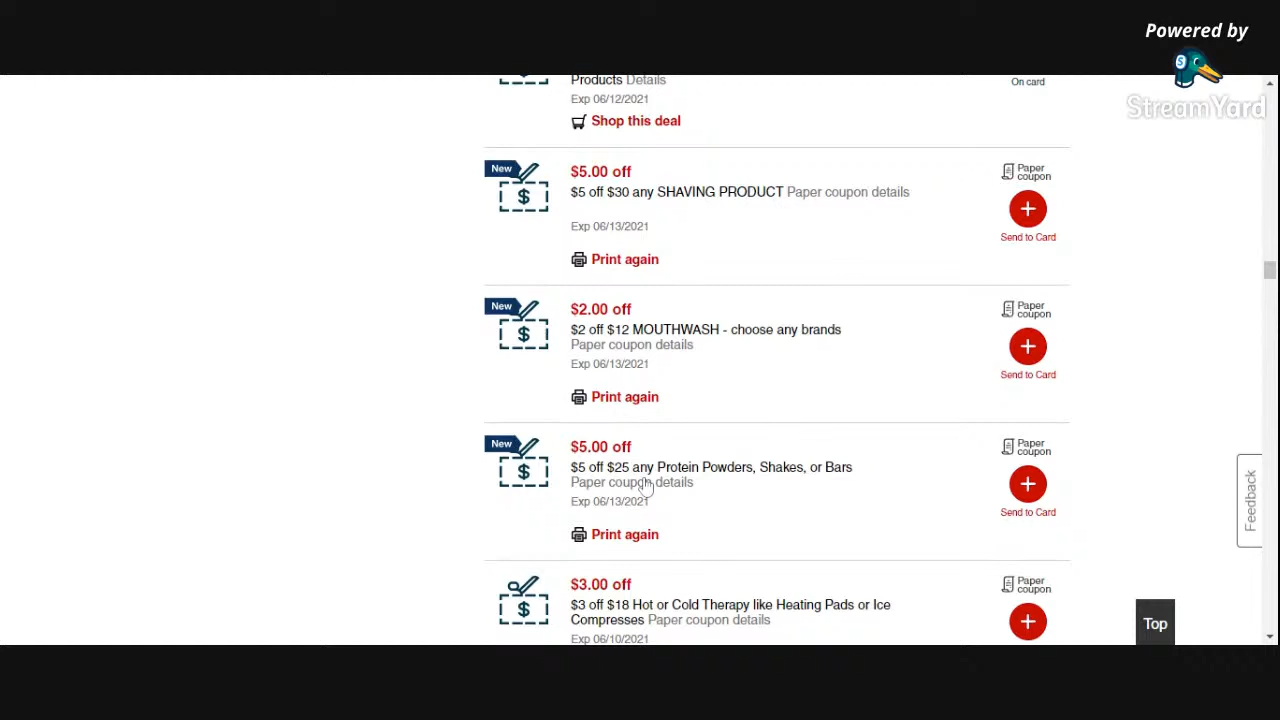 Powered by
StreamYard
Products Details
On card
Exp 06/12/2021
Shop this deal
New
$5.00 off
Paper
coupon
$
$5 off $30 any SHAVING PRODUCT Paper coupon details
Exp 06/13/2021
Send to Card
Print again
New
$2.00 off
Paper
coupon
$
$2 off $12 MOUTHWASH - choose any brands
Paper coupon details
Exp 06/13/2021
Send to Card
Print again
New
$5.00 off
Paper
coupon
$
$5 off $25 any Protein Powders, Shakes, or Bars
Paper coupon details
Exp 06/13/2021
Send to Card
Print again
Feedback
$3.00 off
Paper
coupon
$
$3 off $18 Hot or Cold Therapy like Heating Pads or Ice
Compresses Paper coupon details
Exp 06/10/2021
Top